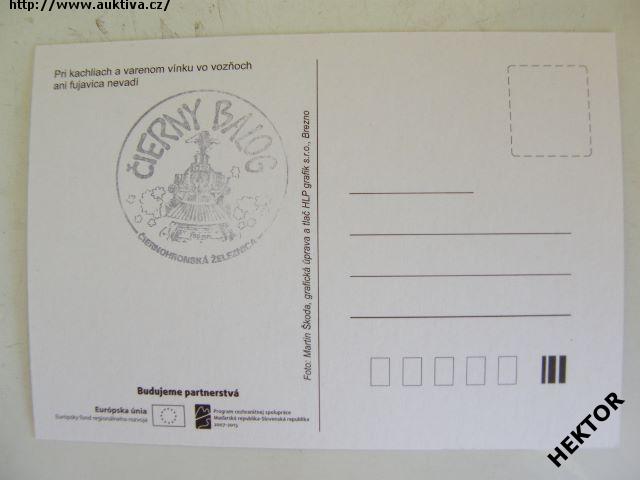 http://www.auktiva.cz/
Pri kachliach a varenom vínku vo vozňoch
ani fujavica nevadí
ČIERNY BALOG
ČIERNOHRONSKÁ ŽELEZNICA
Foto: Martin Škoda, grafická úprava a tlač HLP grafik s.r.o., Brezno
Budujeme partnerstvá
Európska únia
Európsky fond regionálneho rozvoja
Program cezhraničnej spolupráce
Maďarská republika-Slovenská republika
2007-2013
HEKTOR